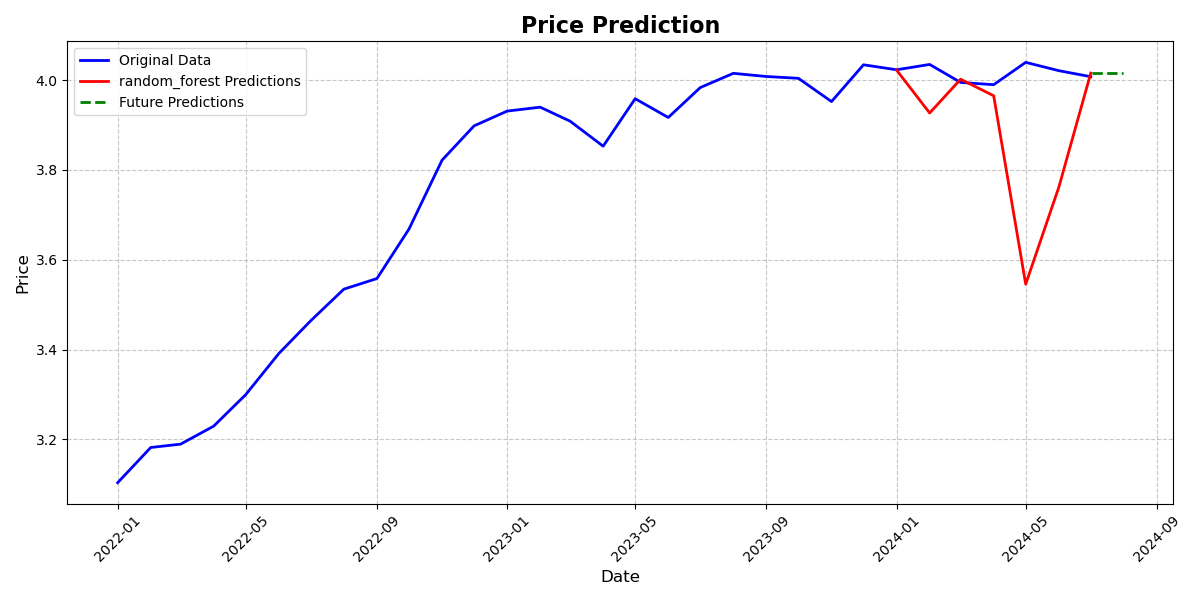 Price Prediction
Original Data
random_forest Predictions
Future Predictions
Price
4.0
3.8
3.6
3.4
3.2
2022-01
2022-05
2022-09
2023-01
2023-05
2023-09
2024-01
2024-05
2024-09
Date